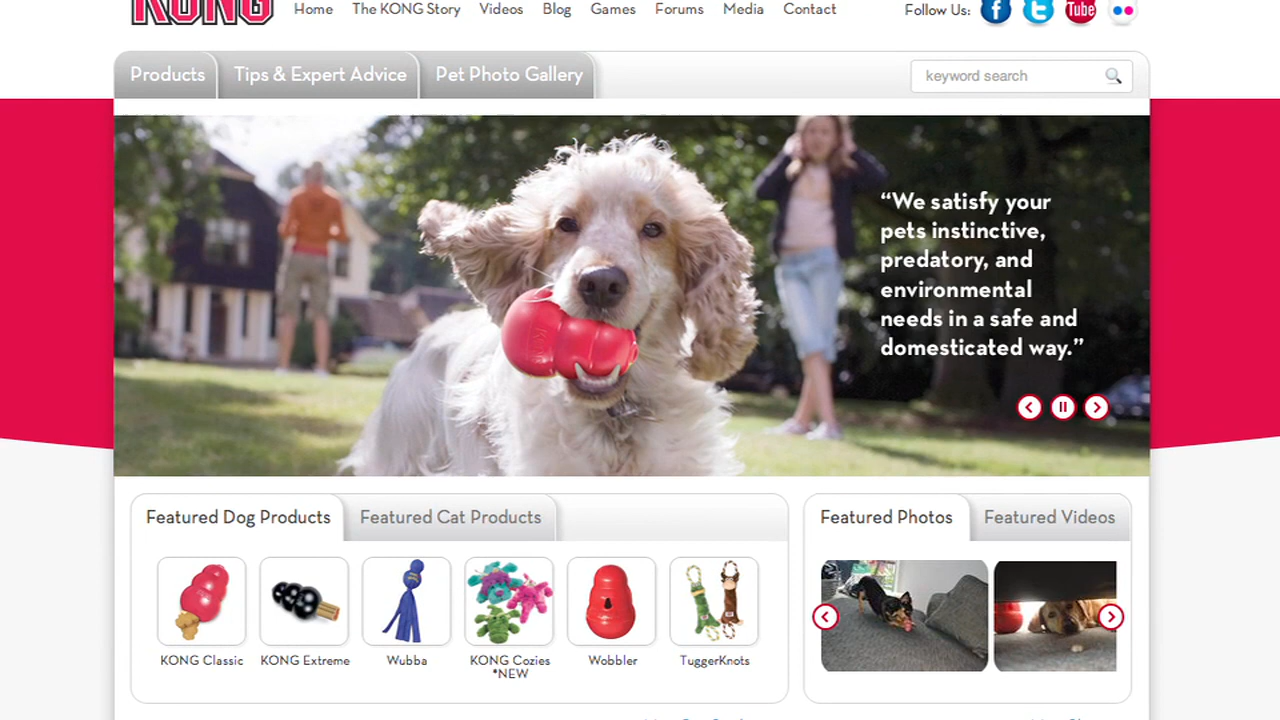 KONG
Home The KONG Story Videos Blog Games Forums Media Contact
Follow Us:
Tube
Products Tips & Expert Advice Pet Photo Gallery
keyword search
“We satisfy your
pets instinctive,
predatory, and
environmental
needs in a safe and
domesticated way.”
Featured Dog Products Featured Cat Products
KONG Classic
KONG Extreme
Wubba
KONG Cozies
*NEW
Wobbler
TuggerKnots
Featured Photos Featured Videos